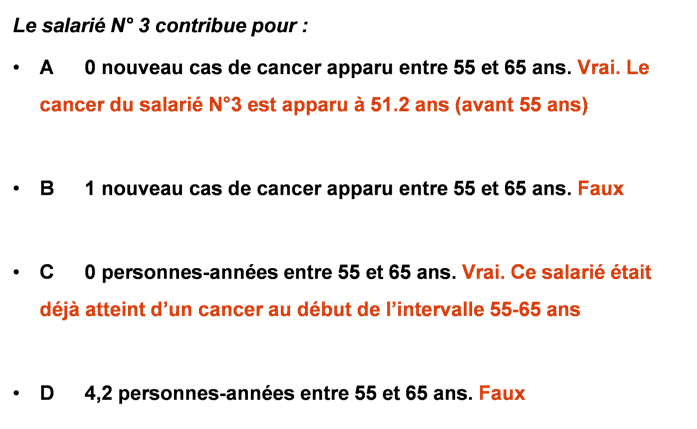 Le salarié N° 3 contribue pour :
• A 0 nouveau cas de cancer apparu entre 55 et 65 ans. Vrai. Le
cancer du salarié N°3 est apparu à 51.2 ans (avant 55 ans)
• B 1 nouveau cas de cancer apparu entre 55 et 65 ans. Faux
• C 0 personnes-années entre 55 et 65 ans. Vrai. Ce salarié était
déjà atteint d’un cancer au début de l’intervalle 55-65 ans
• D 4,2 personnes-années entre 55 et 65 ans. Faux